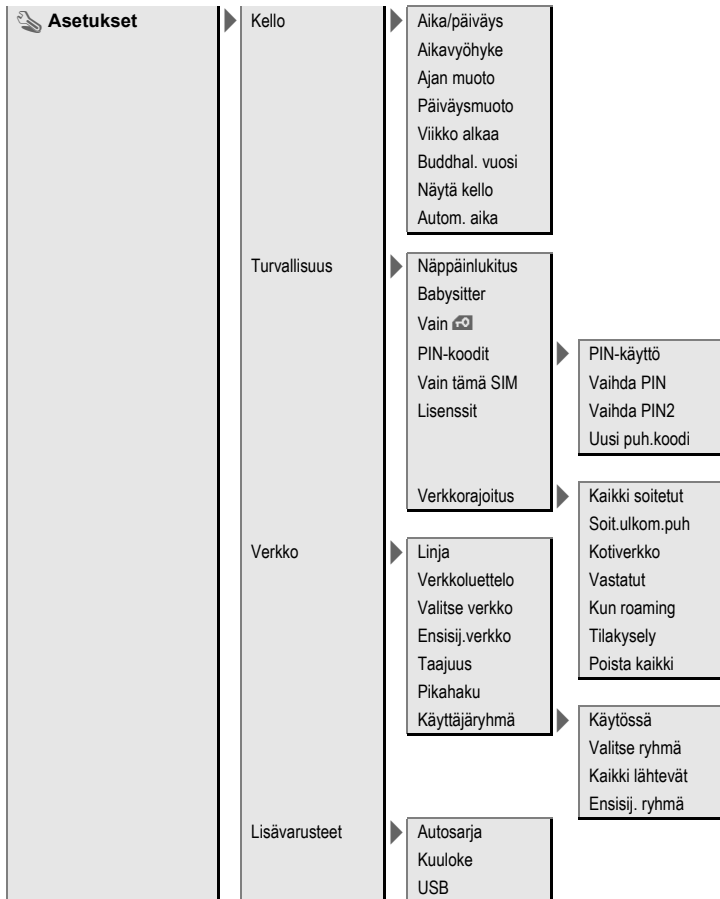 Asetukset
Kello
Aika/päiväys
Aikavyöhyke
Ajan muoto
Päiväysmuoto
Viikko alkaa
Buddhal. vuosi
Näytä kello
Autom. aika
Turvallisuus
Näppäinlukitus
Babysitter
Vain
PIN-koodit
PIN-käyttö
Vaihda PIN
Vaihda PIN2
Uusi puh.koodi
Vain tämä SIM
Lisenssit
Verkkorajoitus
Kaikki soitetut
Soit.ulkom.puh
Kotiverkko
Vastatut
Kun roaming
Tilakysely
Poista kaikki
Verkko
Linja
Verkkoluettelo
Valitse verkko
Ensisij.verkko
Taajuus
Pikahaku
Käyttäjäryhmä
Käytössä
Valitse ryhmä
Kaikki lähtevät
Ensisij. ryhmä
Lisävarusteet
Autosarja
Kuuloke
USB